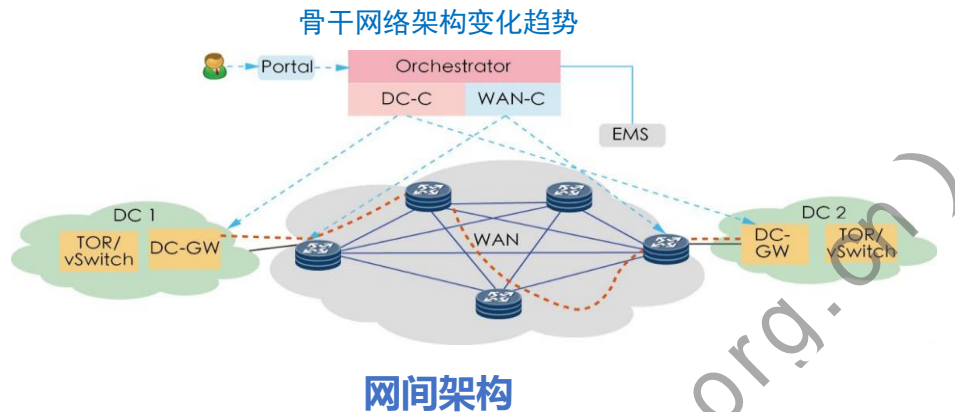 骨干网络架构变化趋势
Portal
Orchestrator
DC-C
WAN-C
EMS
DC 1
TOR/
vSwitch
DC-GW
WAN
DC 2
DC-
GW
TOR/
vSwitch
org.cn)
网间架构